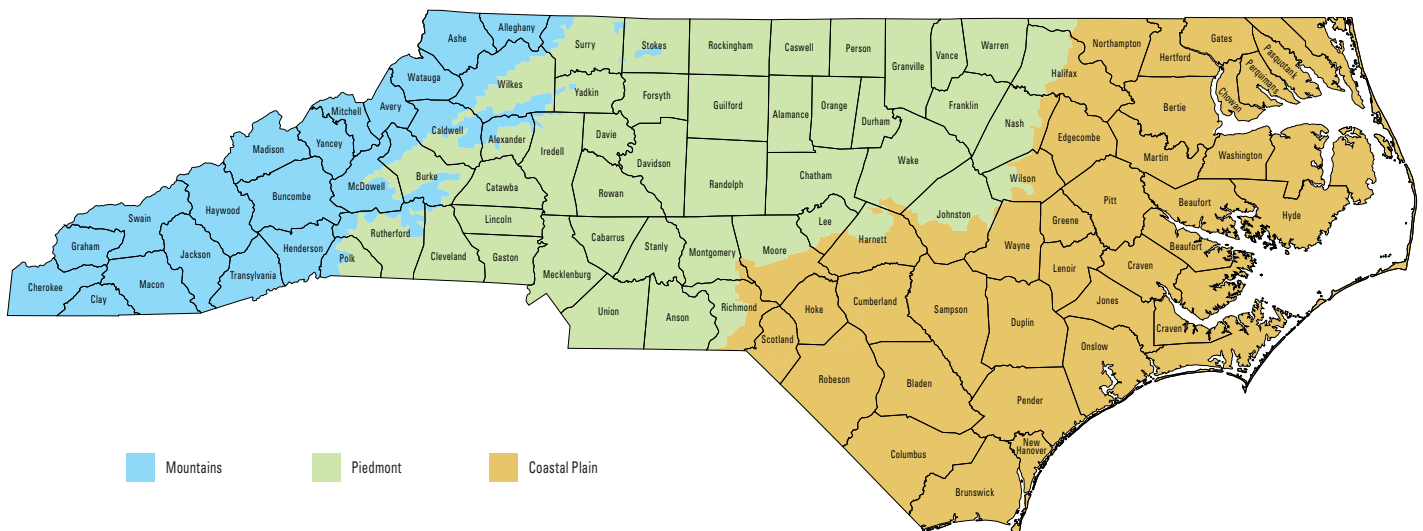 Ashe
Alleghany
Surry
Stokes
Rockingham
Caswell
Person
Granville
Vance
Warren
Halifax
Northampton
Gates
Hertford
Pasquotank
Perquimons
Chowan
Watauga
Wilkes
Yadkin
Forsyth
Guilford
Alamance
Orange
Durham
Franklin
Nash
Edgecombe
Bertie
Mitchell
Avery
Caldwell
Alexander
Iredell
Davie
Davidson
Randolph
Chatham
Wake
Wilson
Martin
Washington
Madison
Yancey
McDowell
Burke
Catawba
Rowan
Johnston
Pitt
Beaufort
Hyde
Swain
Haywood
Buncombe
Lincoln
Lee
Greene
Graham
Jackson
Henderson
Rutherford
Cabarrus
Stanly
Montgomery
Moore
Harnett
Wayne
Beaufort
Cherokee
Clay
Macon
Transylvania
Polk
Cleveland
Gaston
Mecklenburg
Lenoir
Craven
Union
Anson
Richmond
Hoke
Cumberland
Sampson
Duplin
Jones
Craven
Scotland
Onslow
Robeson
Bladen
Pender
Columbus
New
Hanover
Brunswick
Mountains
Piedmont
Coastal Plain